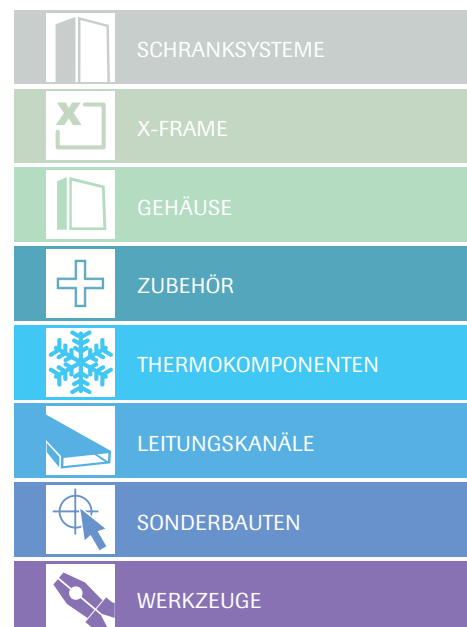 SCHRANKSYSTEME
X-FRAME
GEHÄUSE
ZUBEHÖR
THERMOKOMPONENTEN
LEITUNGSKANÄLE
SONDERBAUTEN
WERKZEUGE